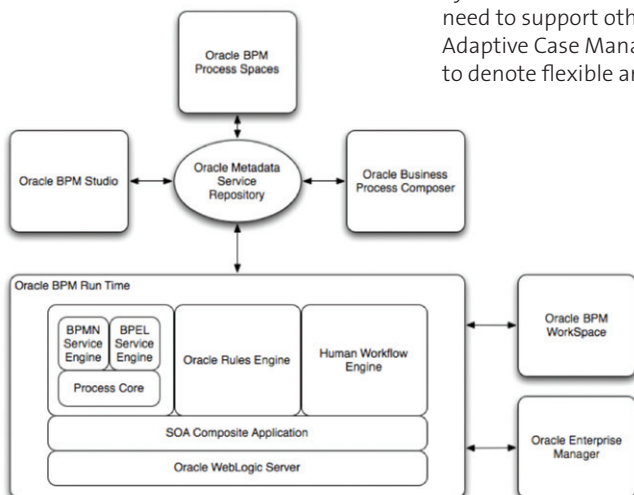 need to support oth
Adaptive Case Mana
to denote flexible a
Oracle BPM
Process Spaces
Oracle BPM Studio
Oracle Metadata
Service
Repository
Oracle Business
Process Composer
Oracle BPM Run Time
BPMN
Service
Engine
BPEL
Service
Engine
Process Core
Oracle Rules Engine
Human Workflow
Engine
SOA Composite Application
Oracle WebLogic Server
Oracle BPM
WorkSpace
Oracle Enterprise
Manager